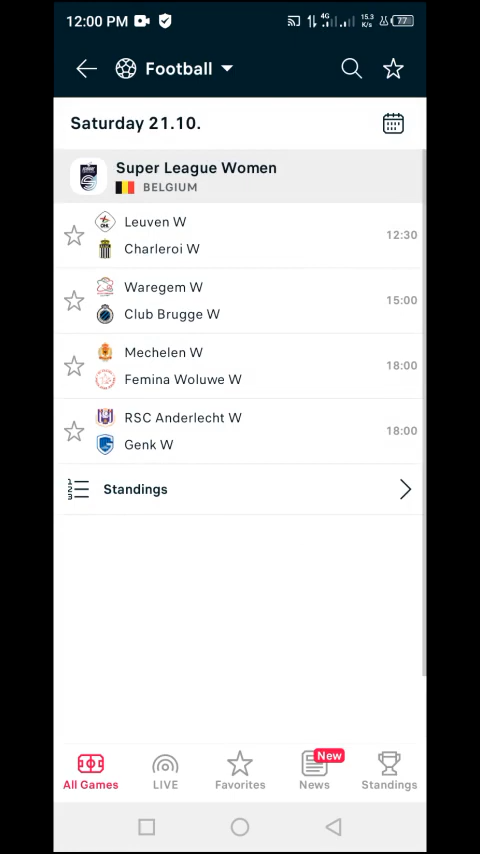 12:00 PM 4G 15.3 K/s 77
Football
Saturday 21.10.
Super League Women
BELGIUM
Leuven W
Charleroi W
12:30
Waregem W
Club Brugge W
15:00
Mechelen W
Femina Woluwe W
18:00
RSC Anderlecht W
Genk W
18:00
Standings
New
All Games LIVE Favorites News Standings